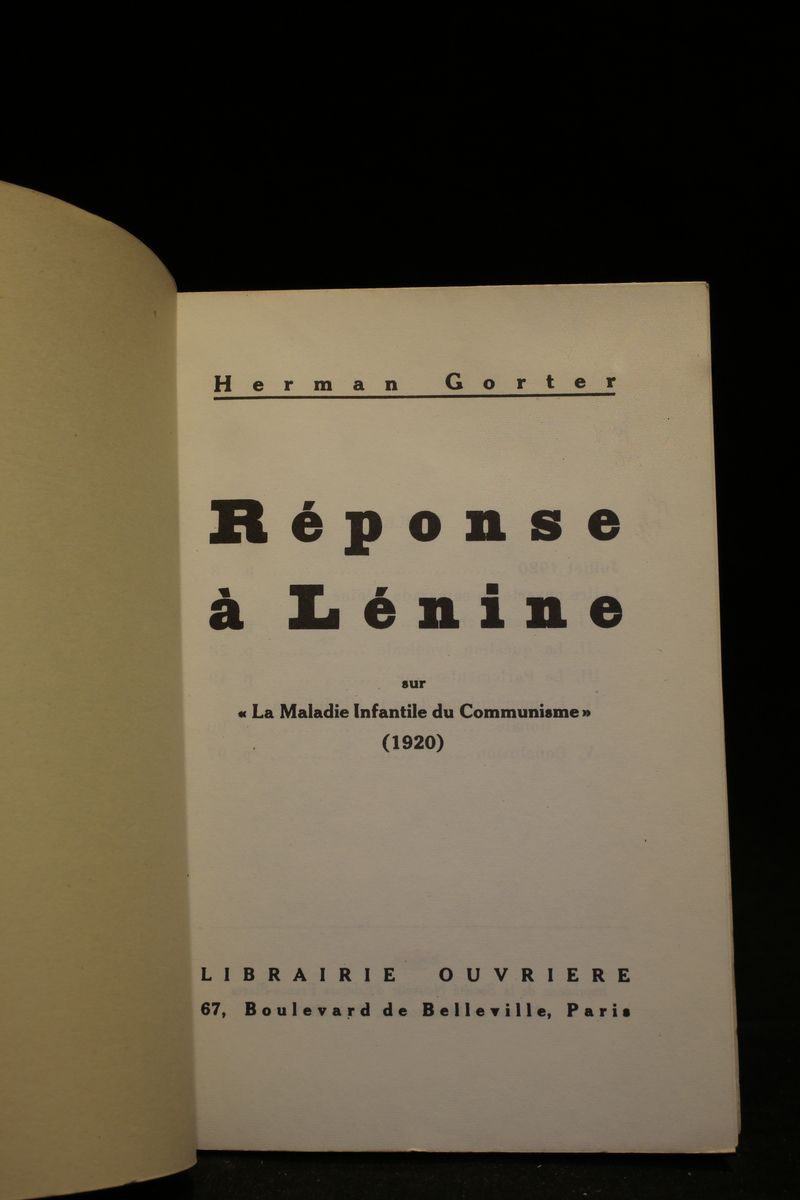 Herman Gorter
Réponse
à Lénine
sur
« La Maladie Infantile du Communisme »
(1920)
LIBRAIRIE OUVRIERE
67, Boulevard de Belleville, Paris